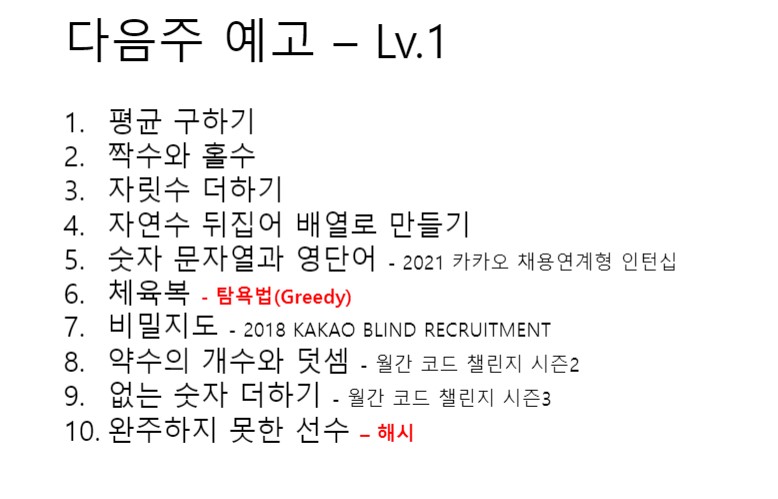 다음주 예고 – Lv.1
1. 평균 구하기
2. 짝수와 홀수
3. 자릿수 더하기
4. 자연수 뒤집어 배열로 만들기
5. 숫자 문자열과 영단어 - 2021 카카오 채용연계형 인턴십
6. 체육복 - 탐욕법(Greedy)
7. 비밀지도 - 2018 KAKAO BLIND RECRUITMENT
8. 약수의 개수와 덧셈 - 월간 코드 챌린지 시즌2
9. 없는 숫자 더하기 - 월간 코드 챌린지 시즌3
10. 완주하지 못한 선수 – 해시